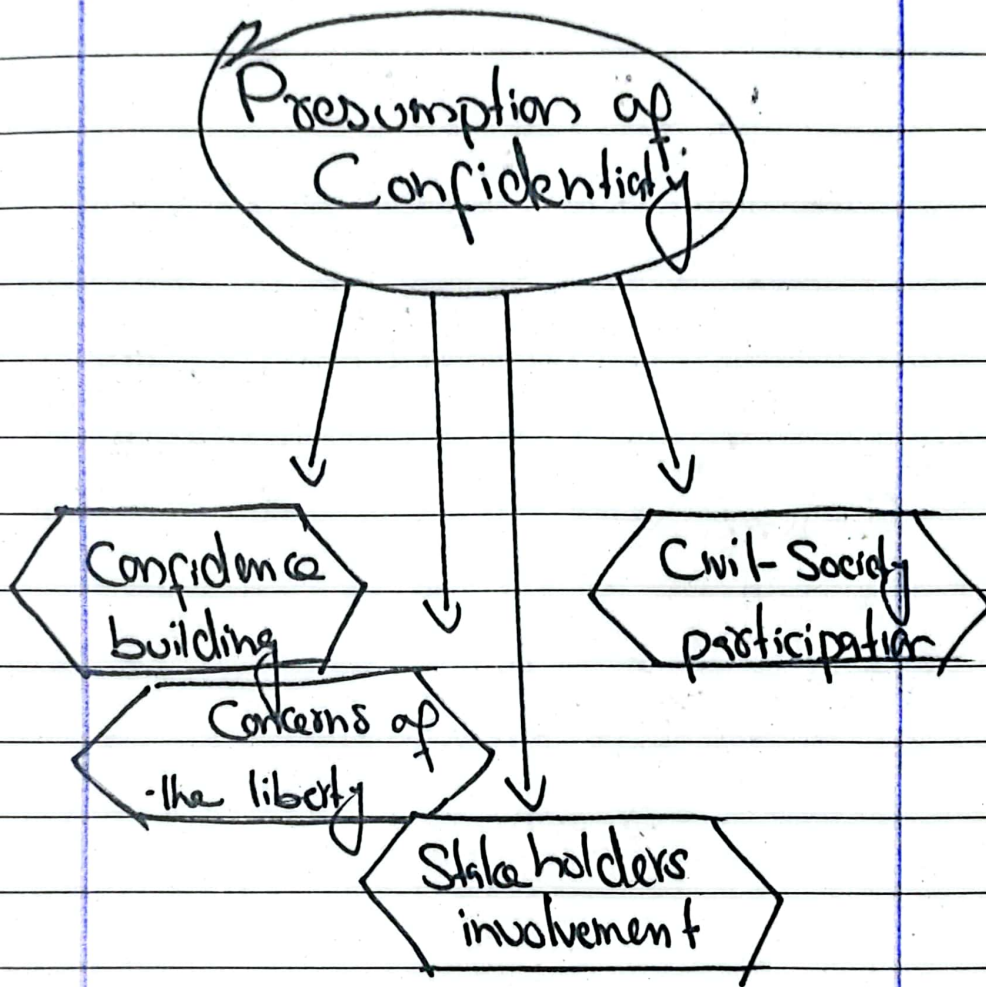 Presumption of
Confidentiality
Confidence
building
Civil-Society
participation
Concerns of
the liberty
Stakeholders
involvement